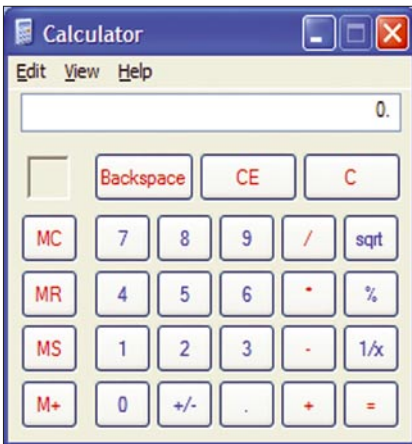 Calculator
Edit View Help
0.
Backspace CE C
MC 7 8 9 / sqrt
MR 4 5 6 * %
MS 1 2 3 - 1/x
M+ 0 +/- . + =